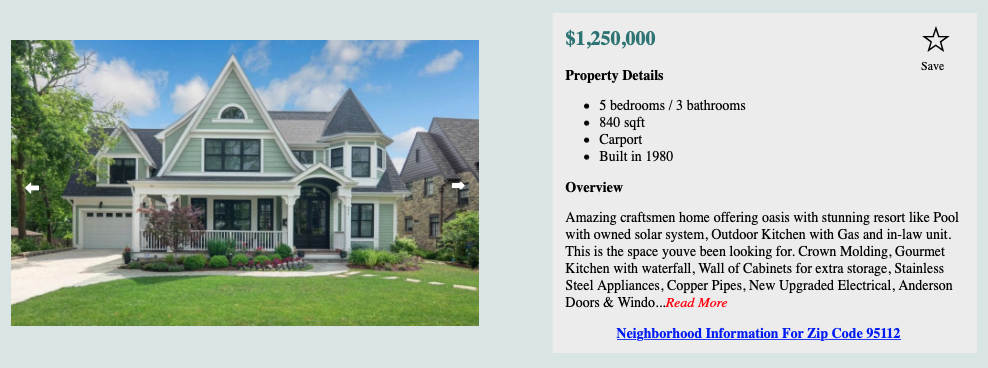 $1,250,000
Save
Property Details
5 bedrooms / 3 bathrooms
840 sqft
Carport
Built in 1980
Overview
Amazing craftsmen home offering oasis with stunning resort like Pool
with owned solar system, Outdoor Kitchen with Gas and in-law unit.
This is the space youve been looking for. Crown Molding, Gourmet
Kitchen with waterfall, Wall of Cabinets for extra storage, Stainless
Steel Appliances, Copper Pipes, New Upgraded Electrical, Anderson
Doors & Windo...Read More
Neighborhood Information For Zip Code 95112